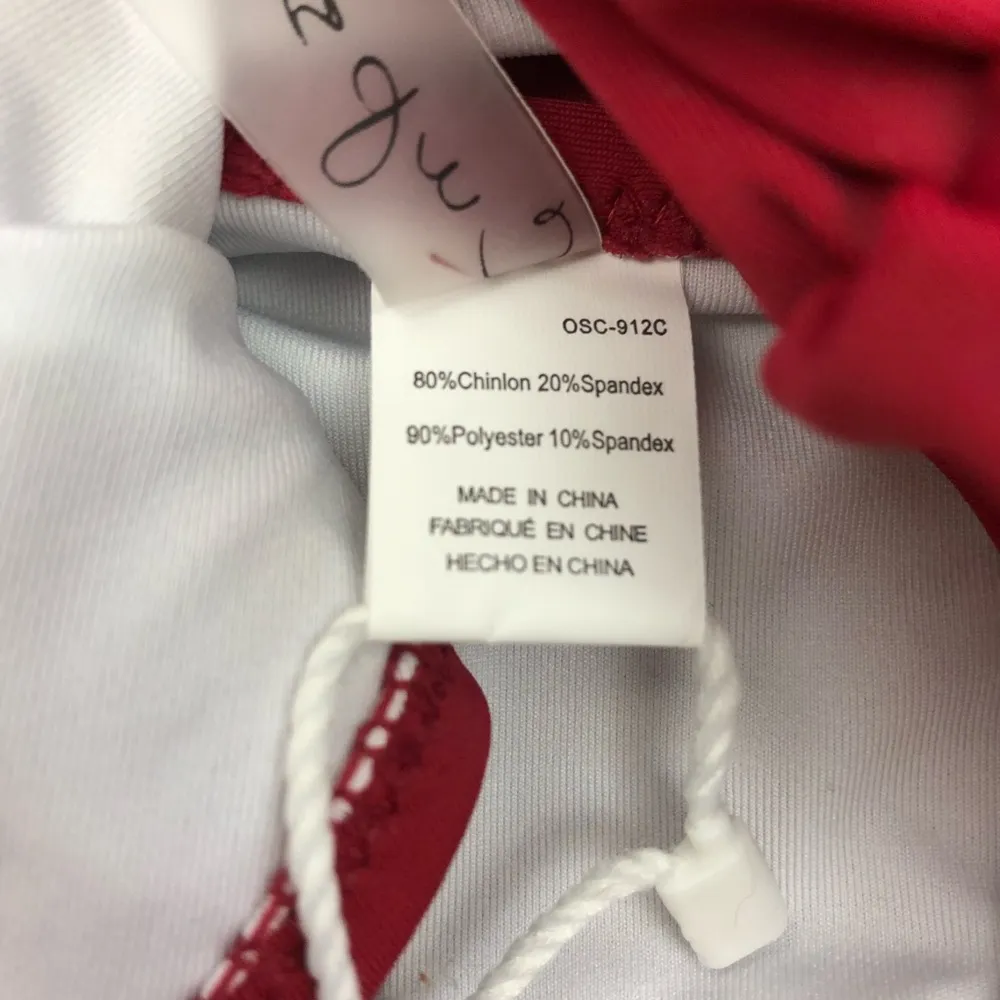 OSC-912C
80%Chinlon 20%Spandex
90%Polyester 10%Spandex
MADE IN CHINA
FABRIQUÉ EN CHINE
HECHO EN CHINA